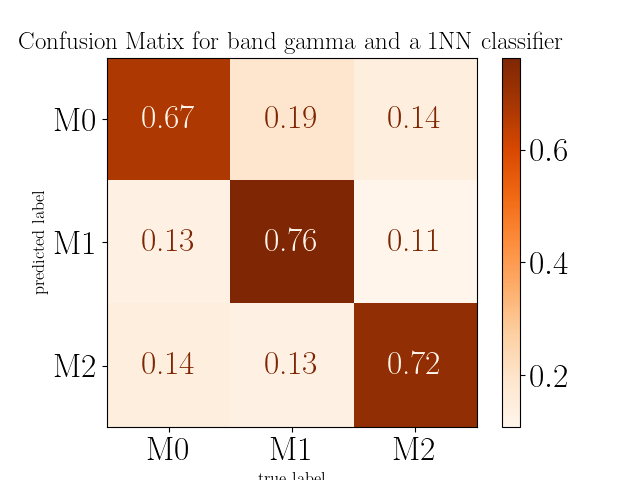 Confusion Matix for band gamma and a 1NN classifier
M0 0.67 0.19 0.14
M1 0.13 0.76 0.11
M2 0.14 0.13 0.72
predicted label
M0 M1 M2
true label
0.6
0.4
0.2